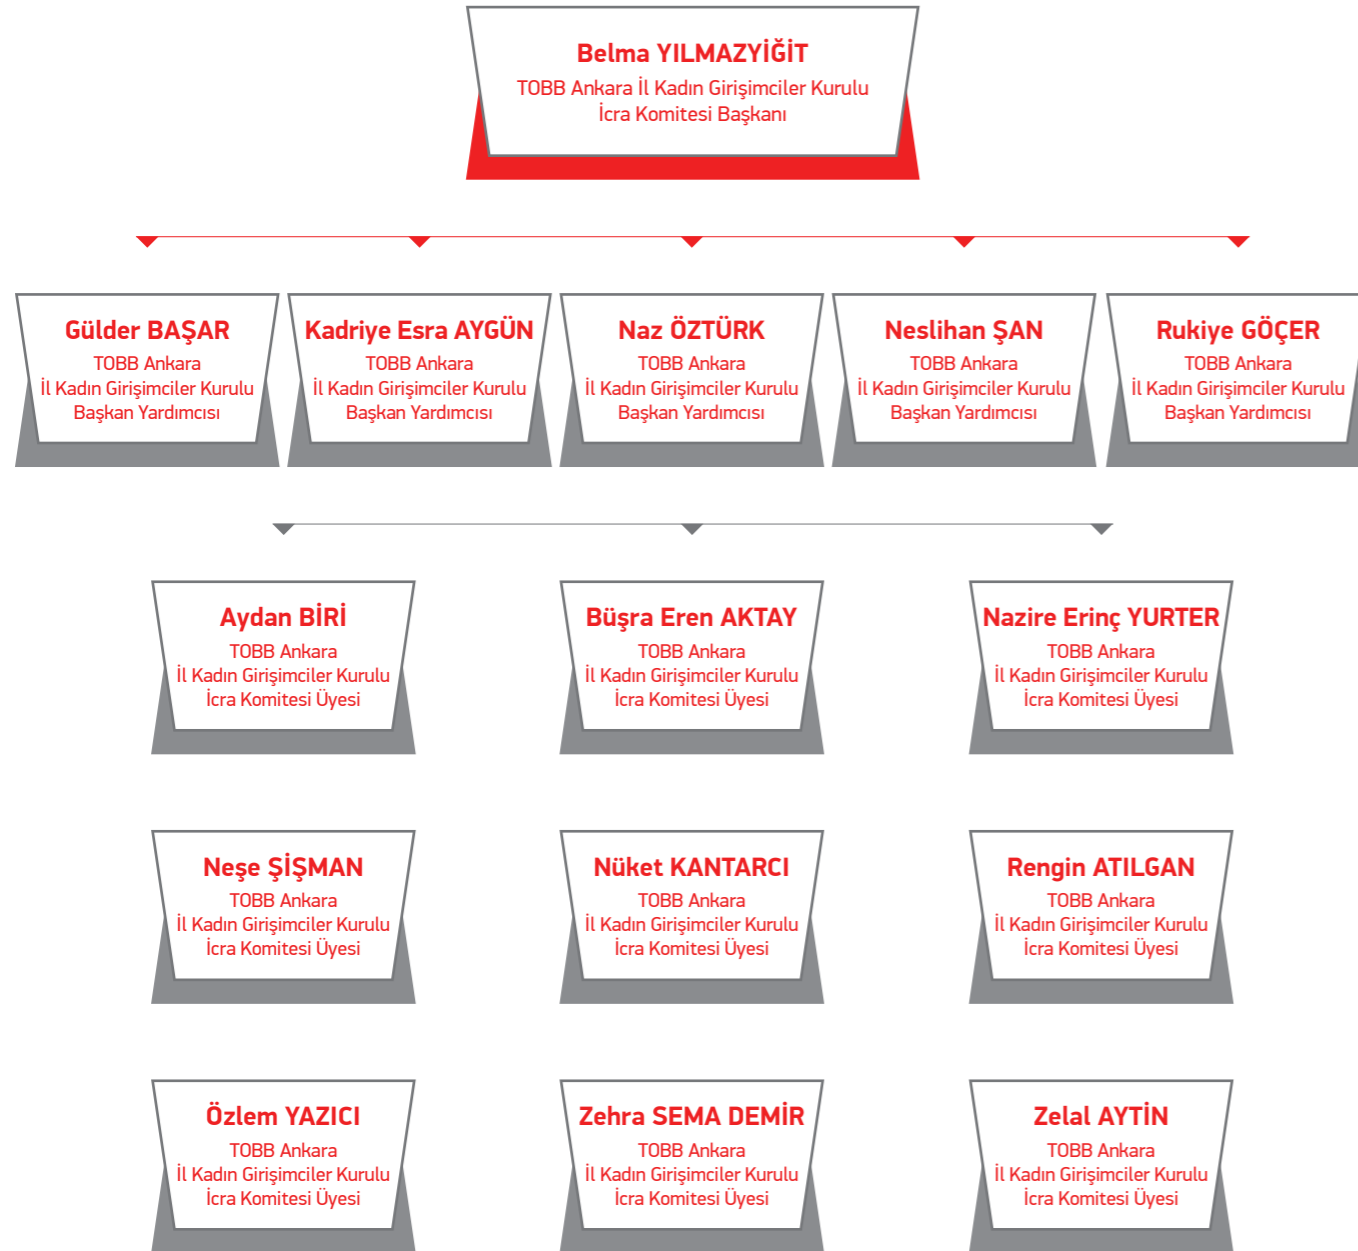 Belma YILMAZYİĞİT
TOBB Ankara İl Kadın Girişimciler Kurulu
İcra Komitesi Başkanı
Gülder BAŞAR
TOBB Ankara
İl Kadın Girişimciler Kurulu
Başkan Yardımcısı
Kadriye Esra AYGÜN
TOBB Ankara
İl Kadın Girişimciler Kurulu
Başkan Yardımcısı
Naz ÖZTÜRK
TOBB Ankara
İl Kadın Girişimciler Kurulu
Başkan Yardımcısı
Neslihan ŞAN
TOBB Ankara
İl Kadın Girişimciler Kurulu
Başkan Yardımcısı
Rukiye GÖÇER
TOBB Ankara
İl Kadın Girişimciler Kurulu
Başkan Yardımcısı
Aydan BİRİ
TOBB Ankara
İl Kadın Girişimciler Kurulu
İcra Komitesi Üyesi
Büşra Eren AKTAY
TOBB Ankara
İl Kadın Girişimciler Kurulu
İcra Komitesi Üyesi
Nazire Erinç YURTER
TOBB Ankara
İl Kadın Girişimciler Kurulu
İcra Komitesi Üyesi
Neşe ŞİŞMAN
TOBB Ankara
İl Kadın Girişimciler Kurulu
İcra Komitesi Üyesi
Nüket KANTARCI
TOBB Ankara
İl Kadın Girişimciler Kurulu
İcra Komitesi Üyesi
Rengin ATILGAN
TOBB Ankara
İl Kadın Girişimciler Kurulu
İcra Komitesi Üyesi
Özlem YAZICI
TOBB Ankara
İl Kadın Girişimciler Kurulu
İcra Komitesi Üyesi
Zehra SEMA DEMİR
TOBB Ankara
İl Kadın Girişimciler Kurulu
İcra Komitesi Üyesi
Zelal AYTİN
TOBB Ankara
İl Kadın Girişimciler Kurulu
İcra Komitesi Üyesi